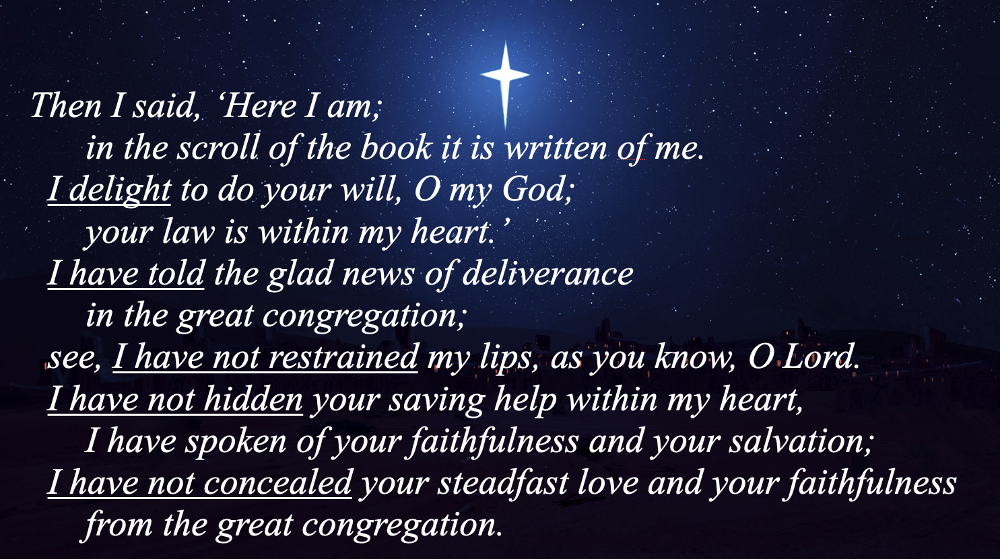 Then I said, ‘Here I am;
in the scroll of the book it is written of me.
I delight to do your will, O my God;
your law is within my heart.’
I have told the glad news of deliverance
in the great congregation;
see, I have not restrained my lips, as you know, O Lord.
I have not hidden your saving help within my heart,
I have spoken of your faithfulness and your salvation;
I have not concealed your steadfast love and your faithfulness
from the great congregation.